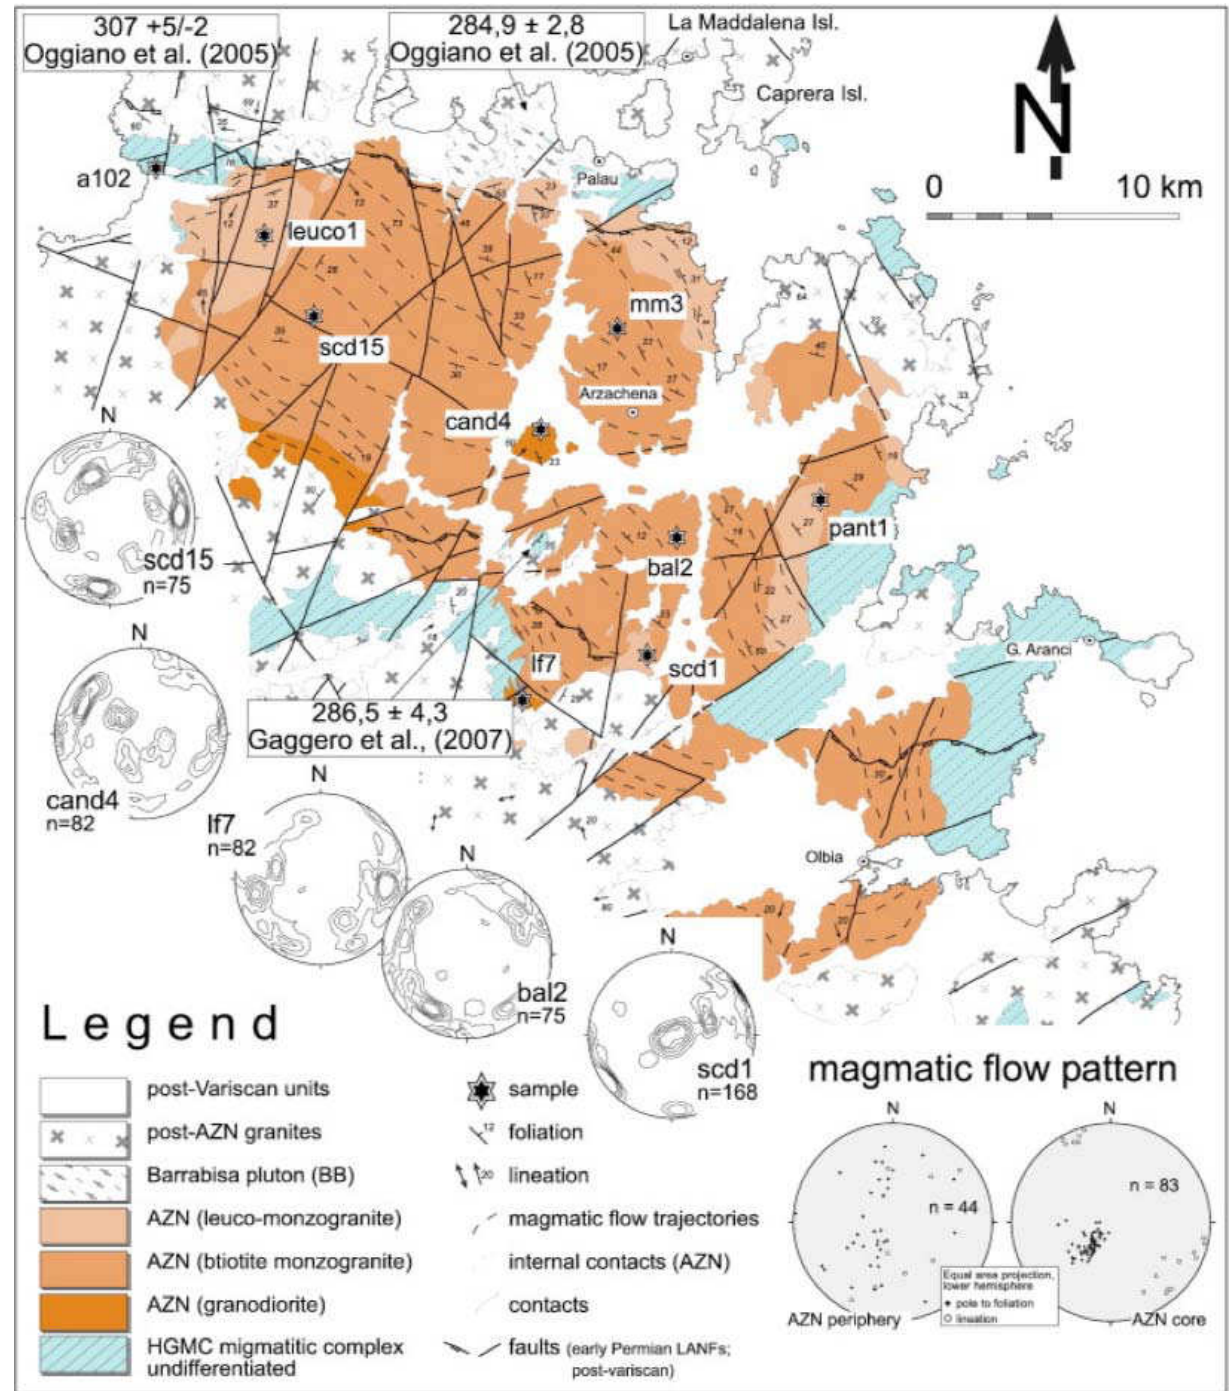 307 +5/-2
Oggiano et al. (2005)
284,9 ± 2,8
Oggiano et al. (2005)
La Maddalena Isl.
Caprera Isl.
N
0 10 km
Palau
a102
leuco1
mm3
scd15
Arzachena
cand4
pant1
bal2
lf7
scd1
G. Aranci
Olbia
286,5 ± 4,3
Gaggero et al., (2007)
N
scd15
n=75
N
cand4
n=82
N
lf7
n=82
N
bal2
n=75
N
scd1
n=168
Legend
post-Variscan units
post-AZN granites
Barrabisa pluton (BB)
AZN (leuco-monzogranite)
AZN (btiotite monzogranite)
AZN (granodiorite)
HGMC migmatitic complex
undifferentiated
sample
12 foliation
20 lineation
magmatic flow trajectories
internal contacts (AZN)
contacts
faults (early Permian LANFs;
post-variscan)
magmatic flow pattern
N
n = 44
AZN periphery
N
n = 83
AZN core
Equal area projection,
lower hemisphere
pole to foliation
lineation